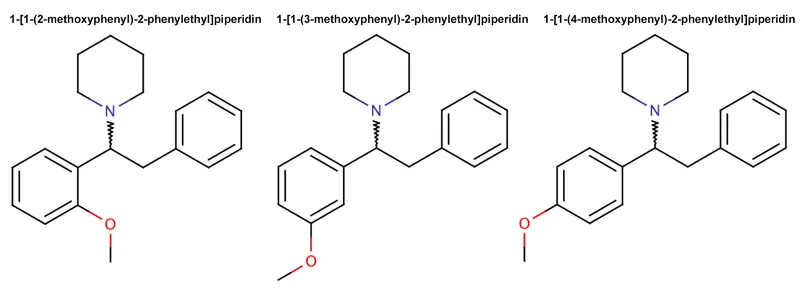 1-[1-(2-methoxyphenyl)-2-phenylethyl]piperidin
1-[1-(3-methoxyphenyl)-2-phenylethyl]piperidin
1-[1-(4-methoxyphenyl)-2-phenylethyl]piperidin
N
N
N
O
O
O